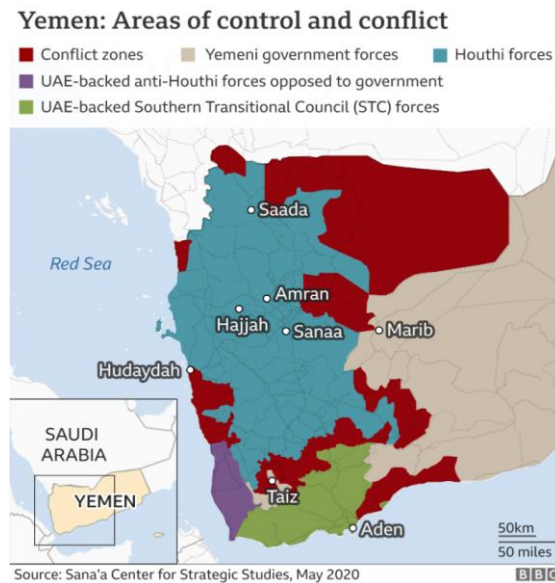 Yemen: Areas of control and conflict
Conflict zones
Yemeni government forces
Houthi forces
UAE-backed anti-Houthi forces opposed to government
UAE-backed Southern Transitional Council (STC) forces
Saada
Red Sea
Amran
Hajjah
Sanaa
Marib
Hudaydah
SAUDI
ARABIA
YEMEN
Taiz
Aden
50km
50 miles
Source: Sana'a Center for Strategic Studies, May 2020
BBC